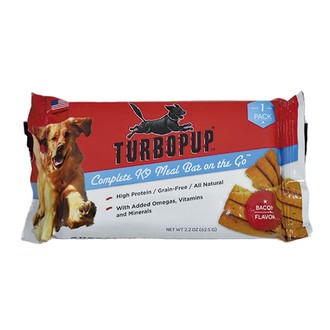 1
PACK
TURBOPUP
Complete K9 Meal Bar on the Go™
• High Protein / Grain-Free / All Natural
• With Added Omegas, Vitamins
and Minerals
BACON
FLAVOR
NET WT 2.2 OZ (62.5 G)